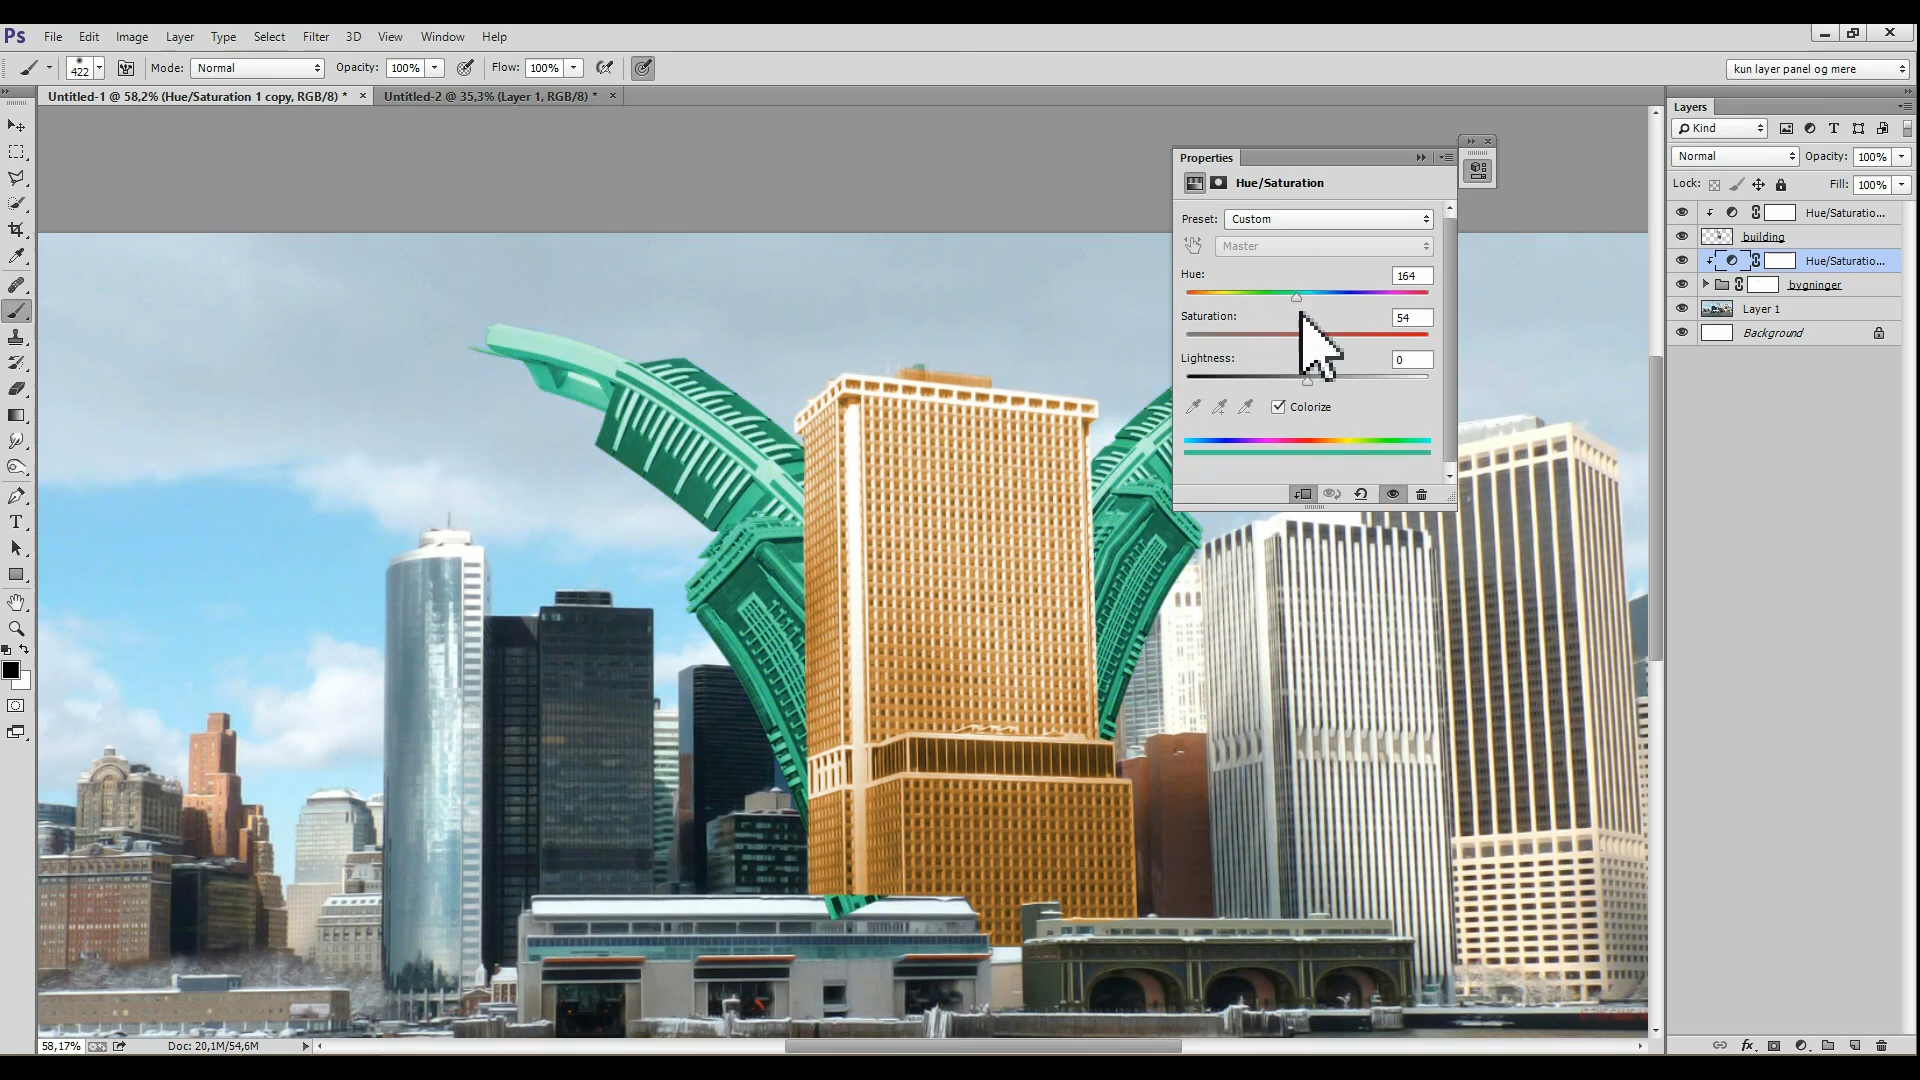 Ps File Edit Image Layer Type Select Filter 3D View Window Help
422 Mode: Normal Opacity: 100% Flow: 100% kun layer panel og mere
Untitled-1 @ 58,2% (Hue/Saturation 1 copy, RGB/8) * × Untitled-2 @ 35,3% (Layer 1, RGB/8) * ×
Layers
Kind
Normal Opacity: 100%
Lock: Fill: 100%
Hue/Saturatio...
building
Hue/Saturatio...
bygninger
Layer 1
Background
Properties
Hue/Saturation
Preset: Custom
Master
Hue: 164
Saturation: 54
Lightness: 0
Colorize
58,17% Doc: 20,1M/54,6M